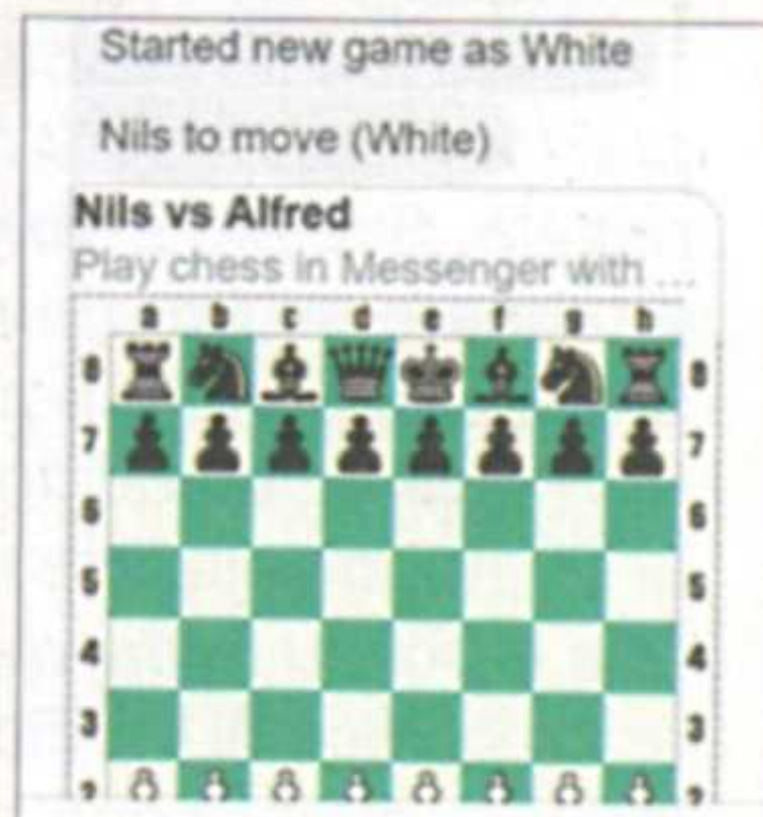 Started new game as White
Nils to move (White)
Nils vs Alfred
Play chess in Messenger with ...
a b c d e f g h
8 8
7 7
6 6
5 5
4 4
3 3